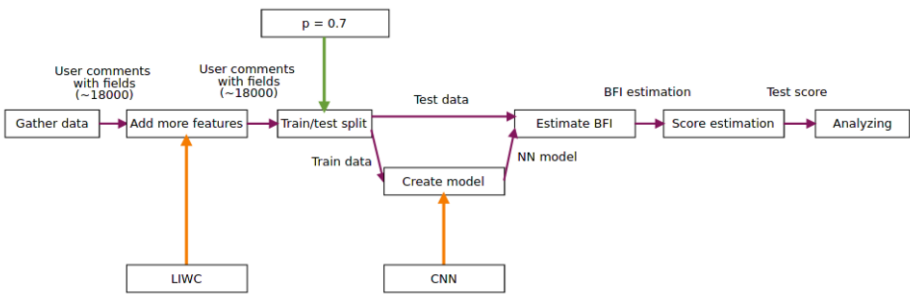 p = 0.7
User comments
with fields
(~18000)
User comments
with fields
(~18000)
Test data
BFI estimation
Test score
Gather data
Add more features
Train/test split
Estimate BFI
Score estimation
Analyzing
Train data
NN model
Create model
LIWC
CNN